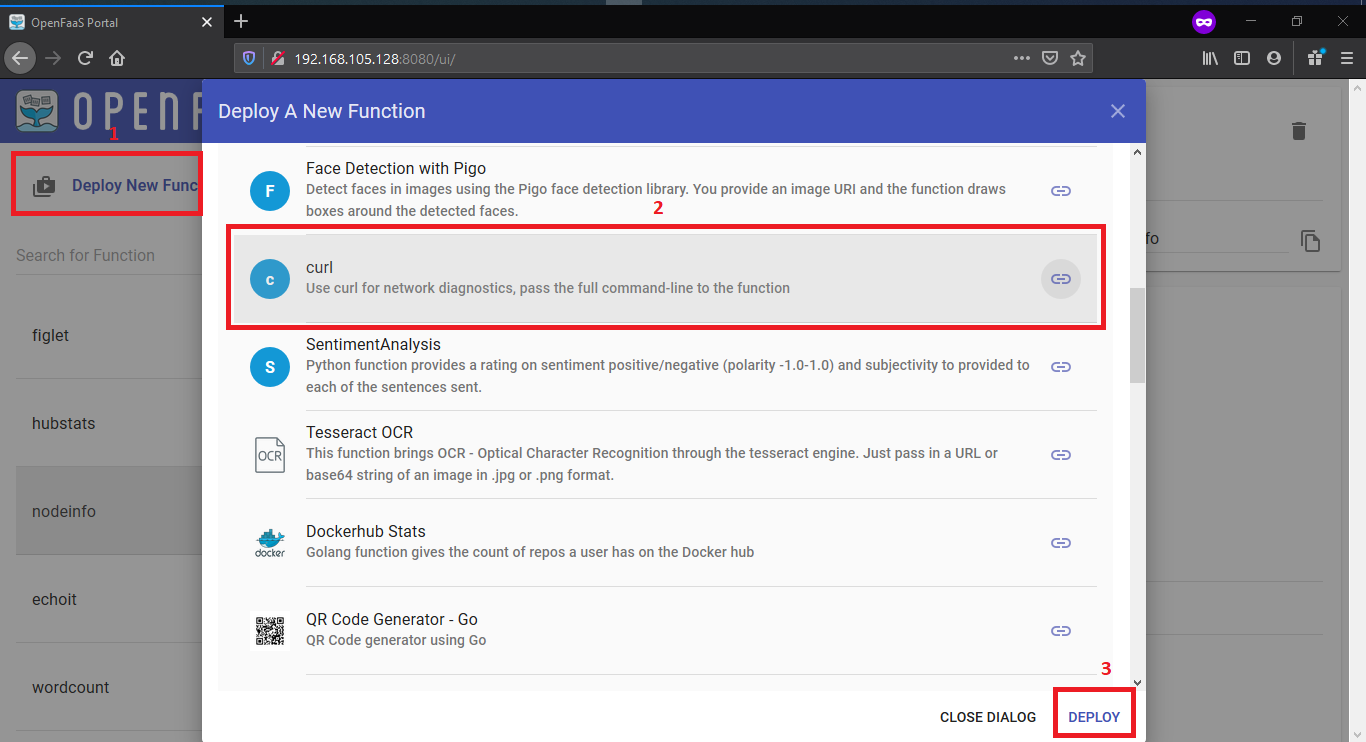 OpenFaaS Portal
192.168.105.128:8080/ui/
OPENF
1
Deploy New Func
Search for Function
figlet
hubstats
nodeinfo
echoit
wordcount
Deploy A New Function
F
Face Detection with Pigo
Detect faces in images using the Pigo face detection library. You provide an image URI and the function draws
boxes around the detected faces.
2
c
curl
Use curl for network diagnostics, pass the full command-line to the function
S
SentimentAnalysis
Python function provides a rating on sentiment positive/negative (polarity -1.0-1.0) and subjectivity to provided to
each of the sentences sent.
OCR
Tesseract OCR
This function brings OCR - Optical Character Recognition through the tesseract engine. Just pass in a URL or
base64 string of an image in .jpg or .png format.
docker
Dockerhub Stats
Golang function gives the count of repos a user has on the Docker hub
QR Code Generator - Go
QR Code generator using Go
3
CLOSE DIALOG
DEPLOY
fo